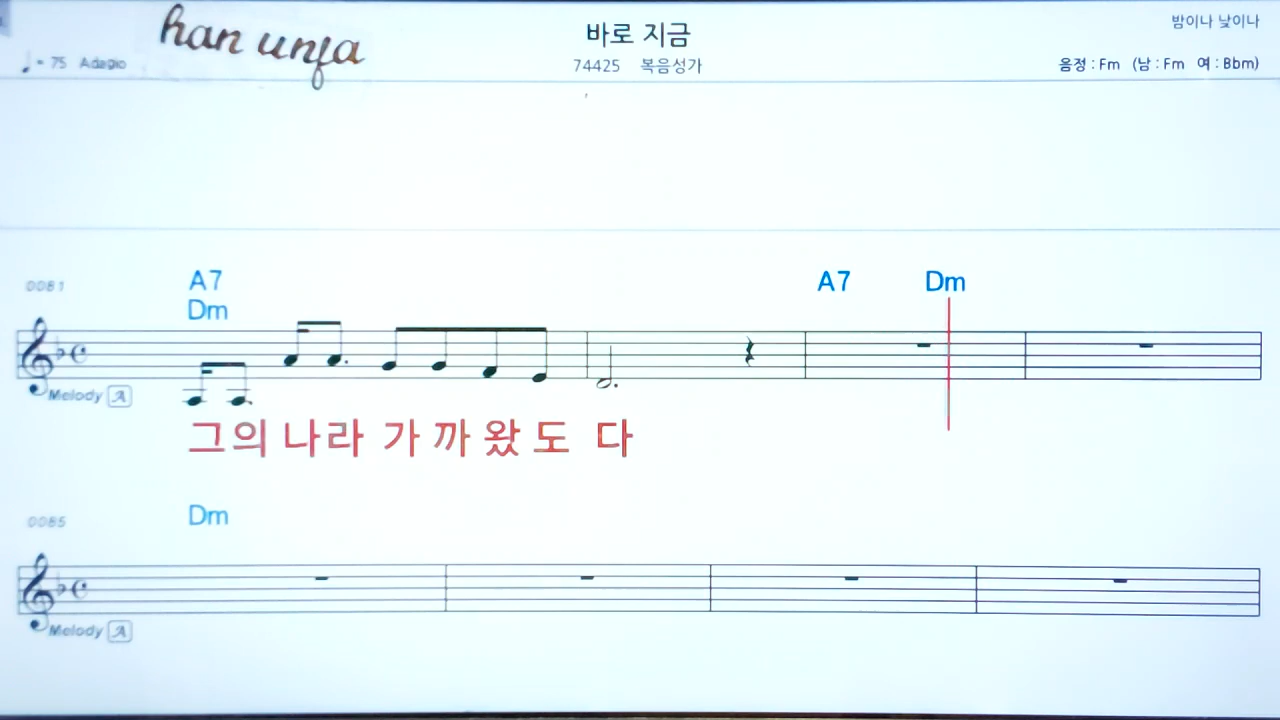 han unfa
바로 지금
밤이나 낮이나
♩ = 75 Adagio
74425 복음성가
음정 : Fm (남 : Fm 여 : Bbm)
0081
A7
Dm
A7 Dm
Melody A
그의 나라 가 까 왔 도 다
0085
Dm
Melody A